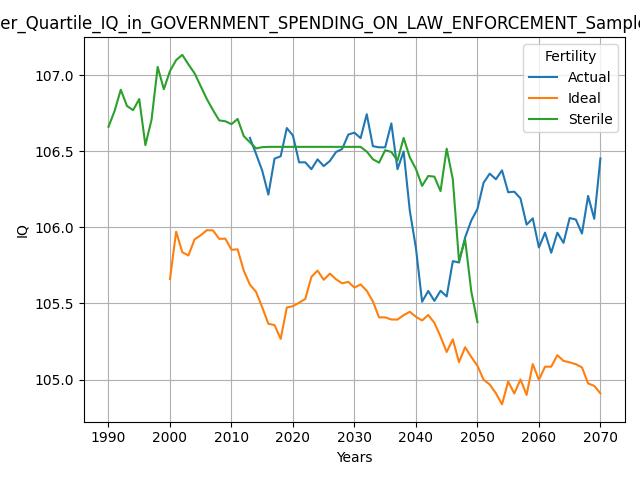 er_Quartile_IQ_in_GOVERNMENT_SPENDING_ON_LAW_ENFORCEMENT_Sample
Fertility
Actual
Ideal
Sterile
IQ
107.0
106.5
106.0
105.5
105.0
1990 2000 2010 2020 2030 2040 2050 2060 2070
Years